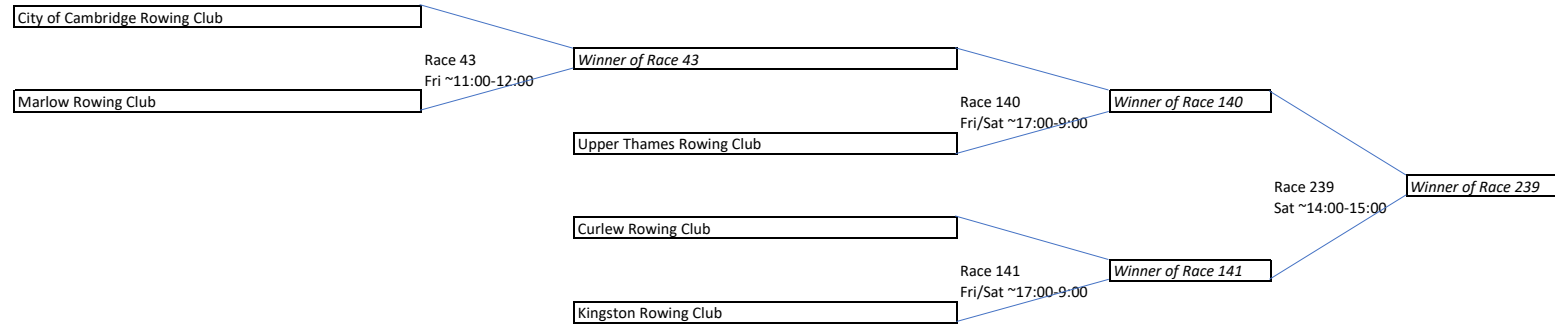 City of Cambridge Rowing Club
Race 43
Fri ~11:00-12:00
Marlow Rowing Club
Winner of Race 43
Race 140
Fri/Sat ~17:00-9:00
Upper Thames Rowing Club
Winner of Race 140
Curlew Rowing Club
Race 141
Fri/Sat ~17:00-9:00
Kingston Rowing Club
Winner of Race 141
Race 239
Sat ~14:00-15:00
Winner of Race 239